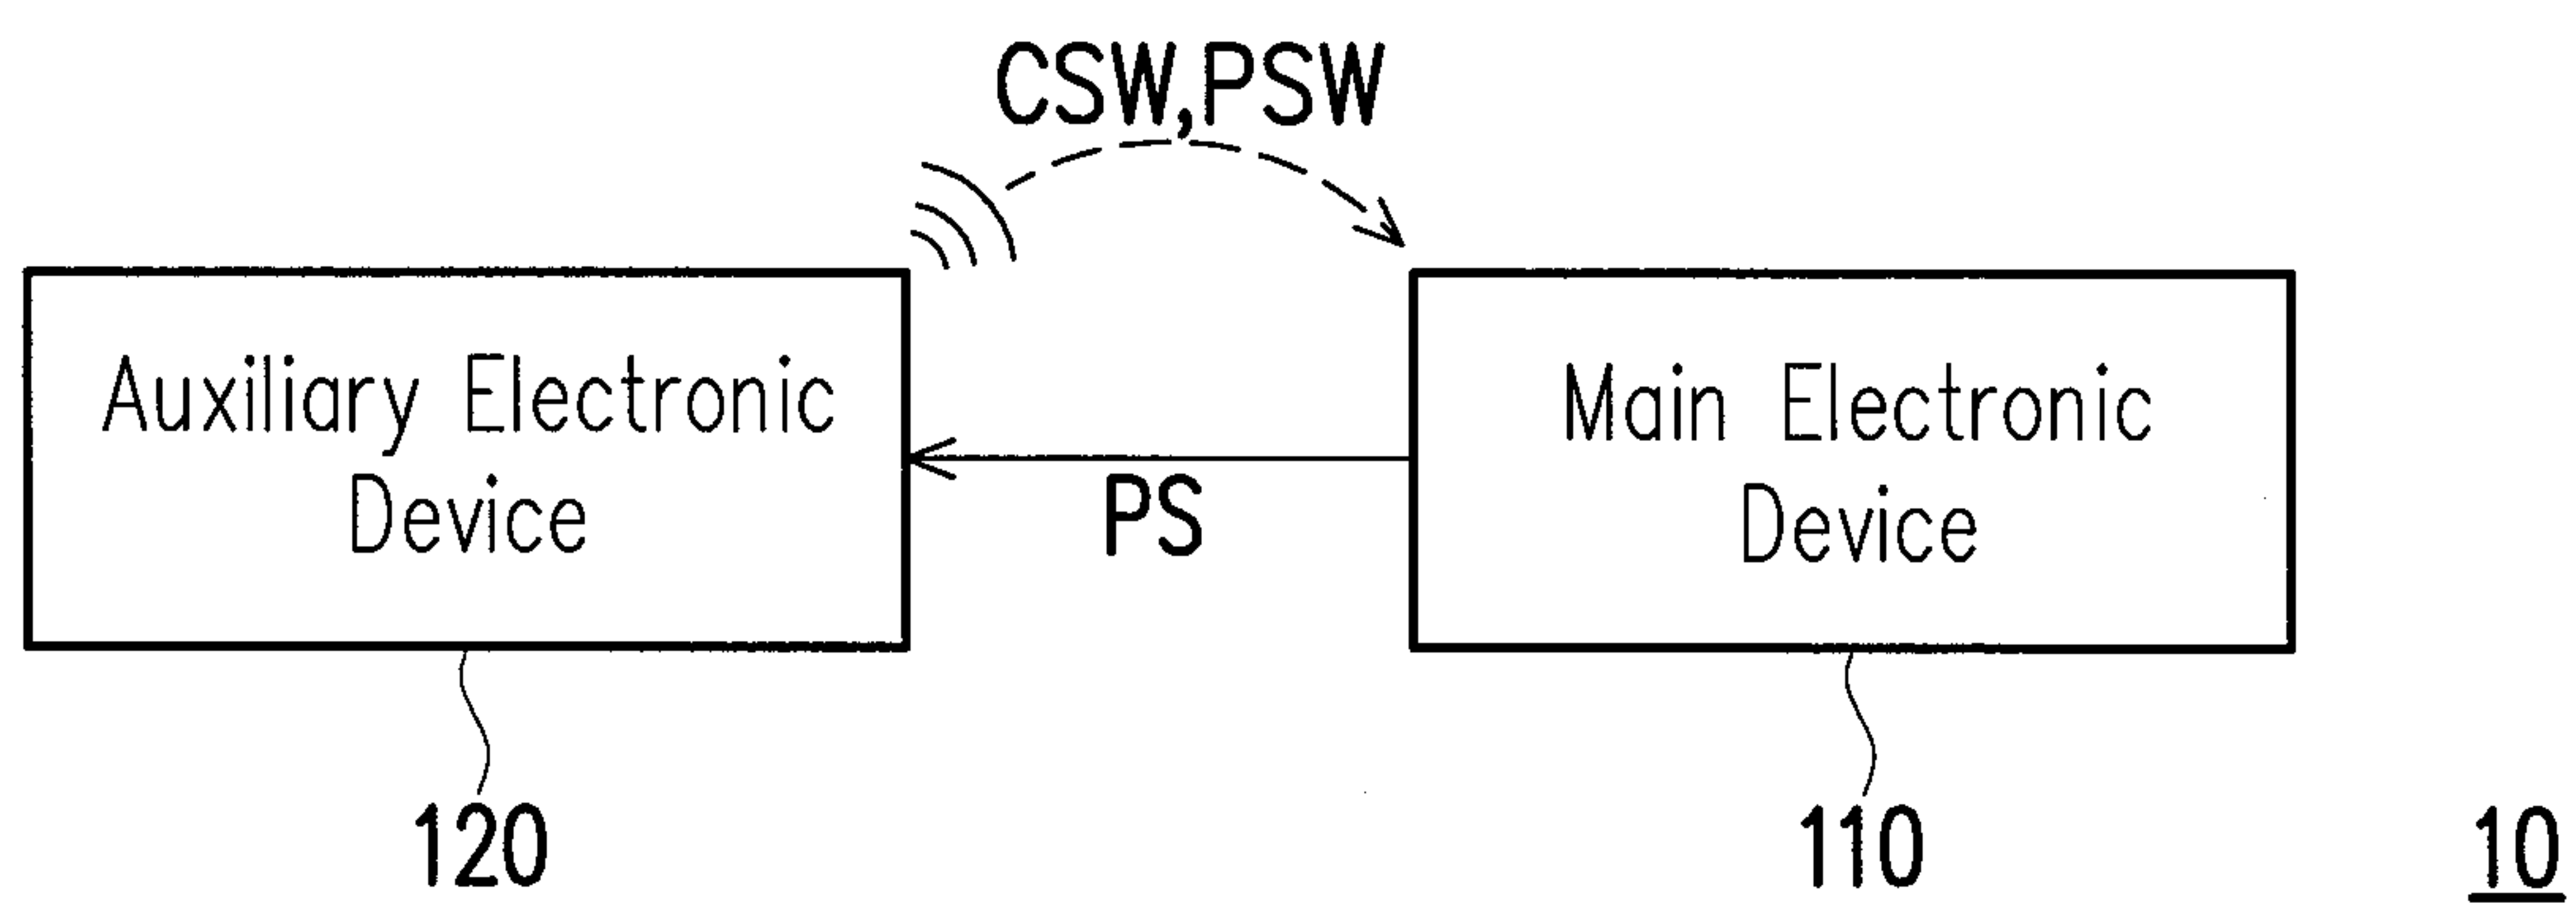 CSW,PSW
Auxiliary Electronic
Device
PS
Main Electronic
Device
120
110
10